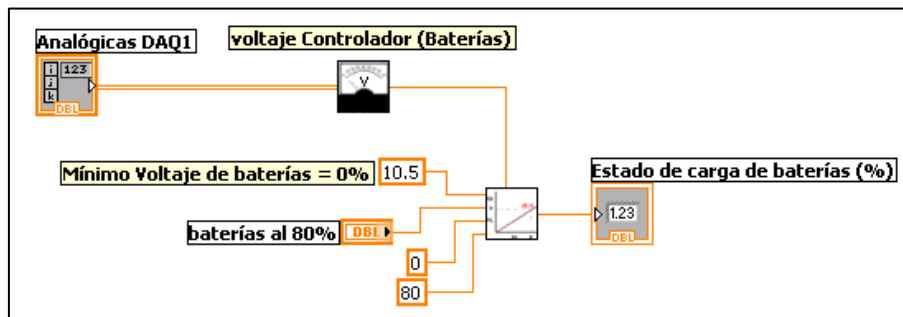 Analógicas DAQ1
voltaje Controlador (Baterías)
i
j
k
123
DBL
V
Mínimo Voltaje de baterías = 0%
10.5
baterías al 80%
DBL
0
80
Estado de carga de baterías (%)
1.23
DBL